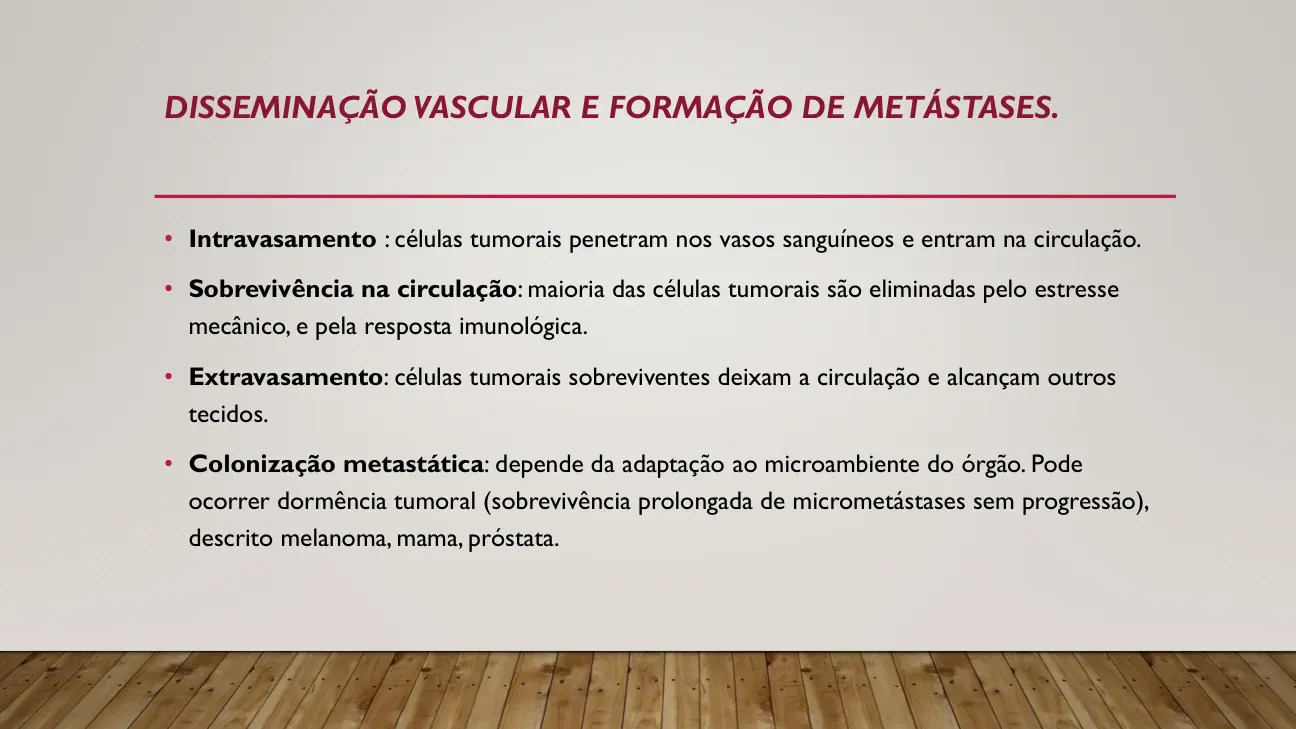 DISSEMINAÇÃO VASCULAR E FORMAÇÃO DE METÁSTASES.
• Intravasamento : células tumorais penetram nos vasos sanguíneos e entram na circulação.
• Sobrevivência na circulação: maioria das células tumorais são eliminadas pelo estresse
mecânico, e pela resposta imunológica.
• Extravasamento: células tumorais sobreviventes deixam a circulação e alcançam outros
tecidos.
• Colonização metastática: depende da adaptação ao microambiente do órgão. Pode
ocorrer dormência tumoral (sobrevivência prolongada de micrometástases sem progressão),
descrito melanoma, mama, próstata.